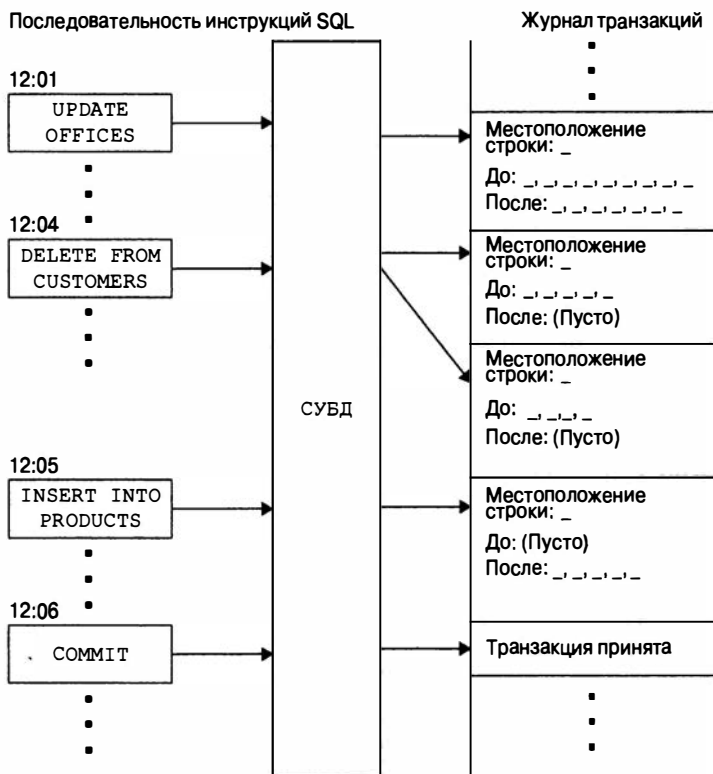 Последовательность инструкций SQL
Журнал транзакций
12:01
UPDATE
OFFICES
12:04
DELETE FROM
CUSTOMERS
12:05
INSERT INTO
PRODUCTS
12:06
COMMIT
СУБД
Местоположение
строки: _
До: _, _, _, _, _, _, _, _, _
После: _, _, _, _, _, _, _
Местоположение
строки: _
До: _, _, _, _, _
После: (Пусто)
Местоположение
строки: _
До: _, _,_, _
После: (Пусто)
Местоположение
строки: _
До: (Пусто)
После: _, _, _, _, _
Транзакция принята